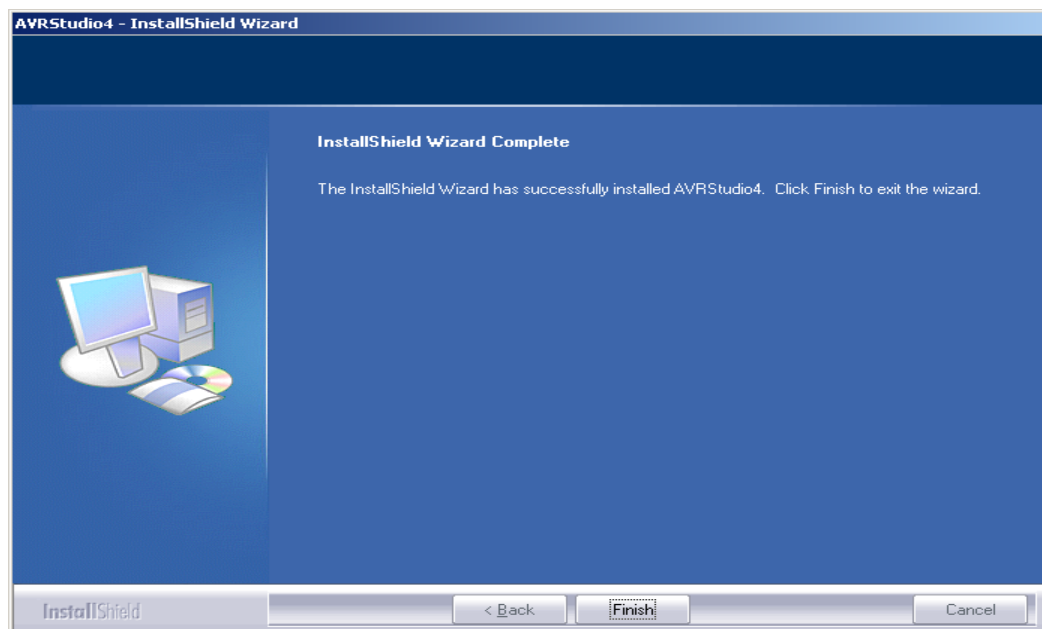 AVRStudio4 - InstallShield Wizard
InstallShield Wizard Complete
The InstallShield Wizard has successfully installed AVRStudio4. Click Finish to exit the wizard.
InstallShield
< Back
Finish
Cancel